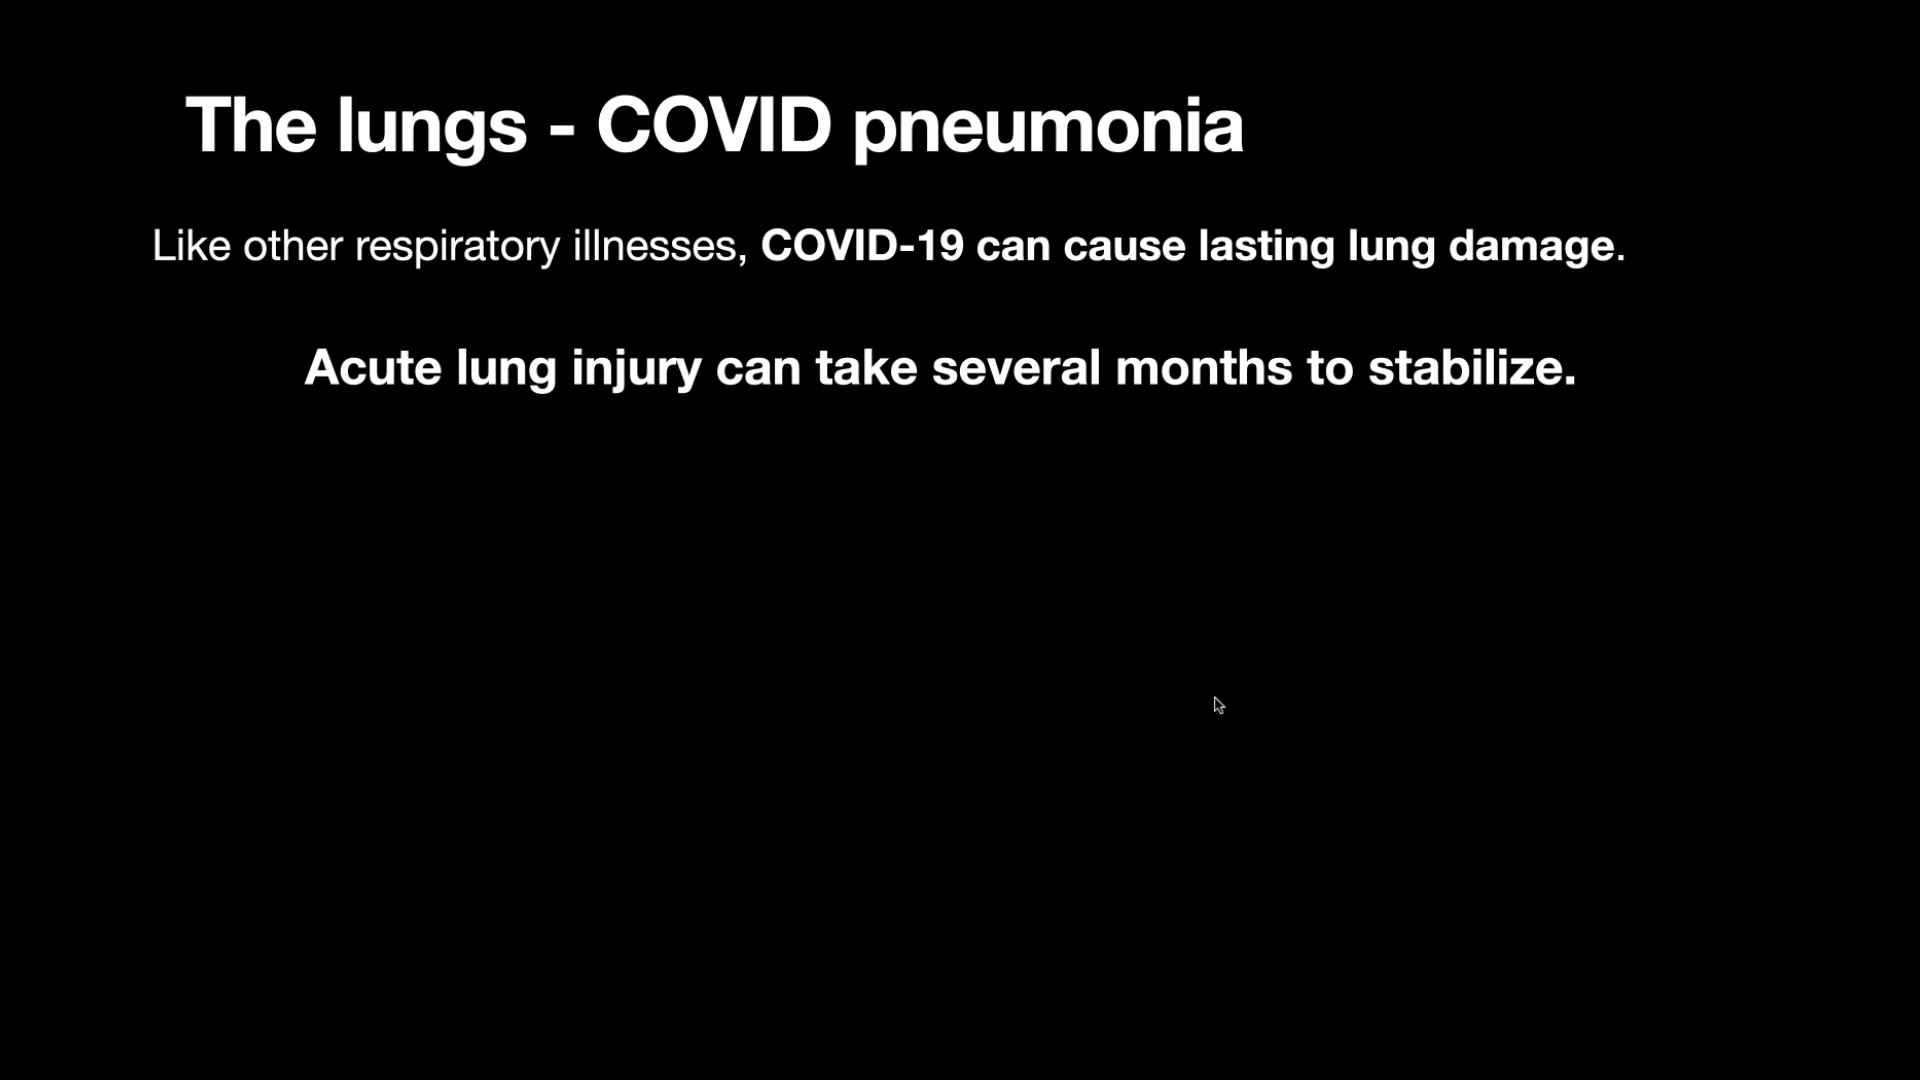 The lungs - COVID pneumonia
Like other respiratory illnesses, COVID-19 can cause lasting lung damage.
Acute lung injury can take several months to stabilize.